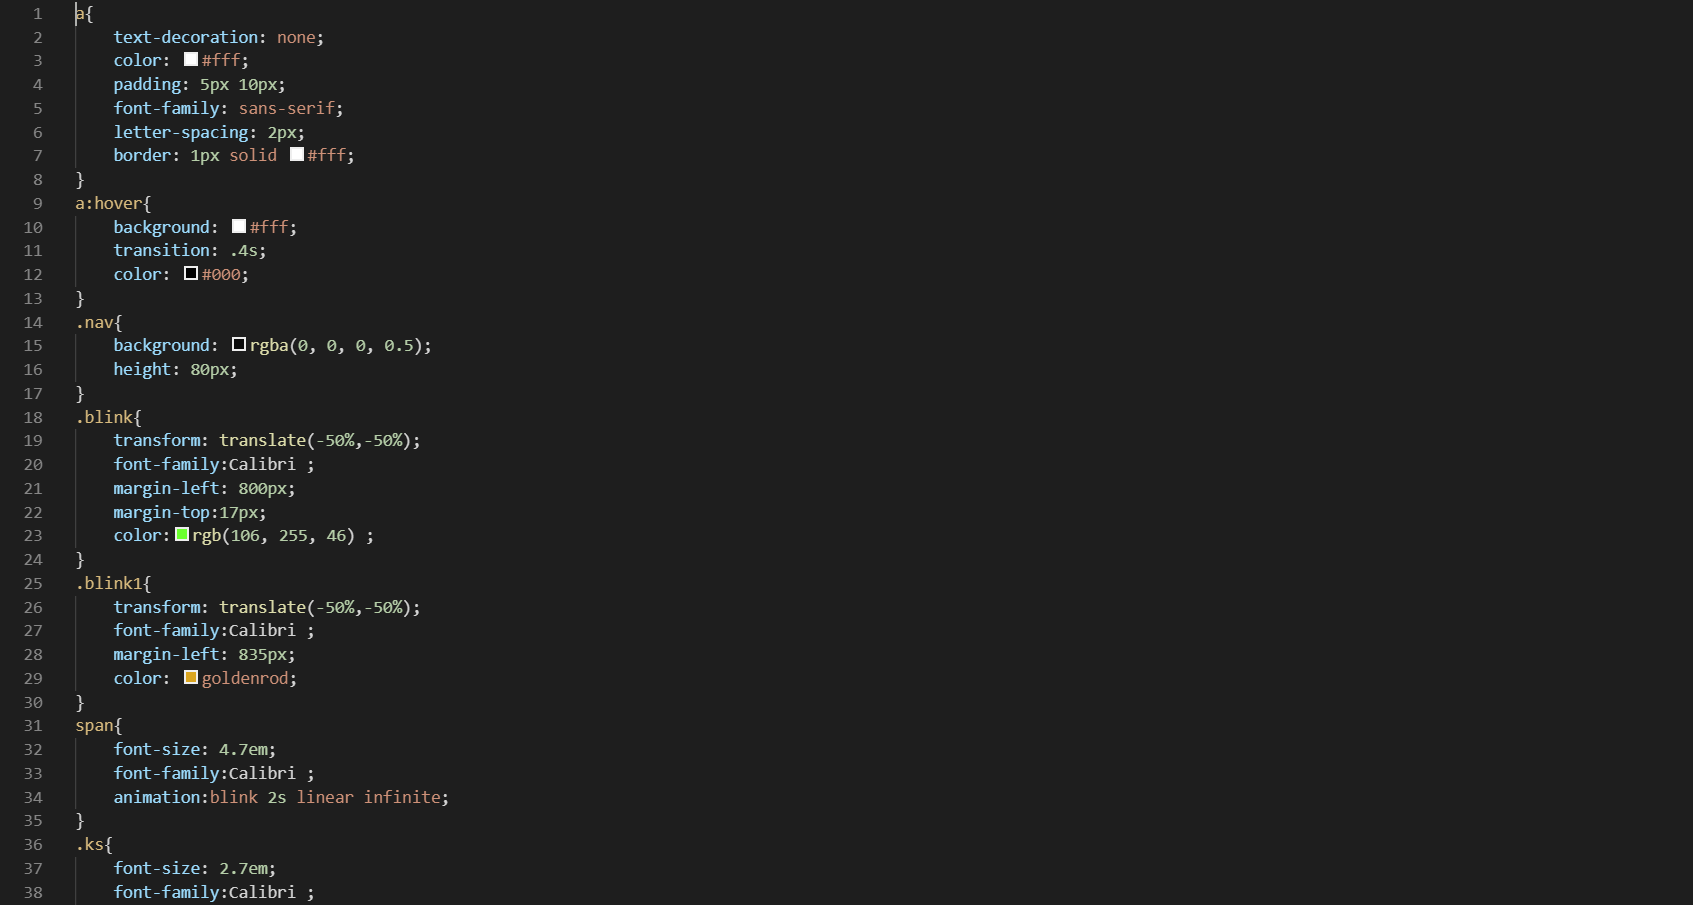 1 a{
2 text-decoration: none;
3 color: #fff;
4 padding: 5px 10px;
5 font-family: sans-serif;
6 letter-spacing: 2px;
7 border: 1px solid #fff;
8 }
9 a:hover{
10 background: #fff;
11 transition: .4s;
12 color: #000;
13 }
14 .nav{
15 background: rgba(0, 0, 0, 0.5);
16 height: 80px;
17 }
18 .blink{
19 transform: translate(-50%,-50%);
20 font-family:Calibri ;
21 margin-left: 800px;
22 margin-top:17px;
23 color:rgb(106, 255, 46) ;
24 }
25 .blink1{
26 transform: translate(-50%,-50%);
27 font-family:Calibri ;
28 margin-left: 835px;
29 color: goldenrod;
30 }
31 span{
32 font-size: 4.7em;
33 font-family:Calibri ;
34 animation:blink 2s linear infinite;
35 }
36 .ks{
37 font-size: 2.7em;
38 font-family:Calibri ;